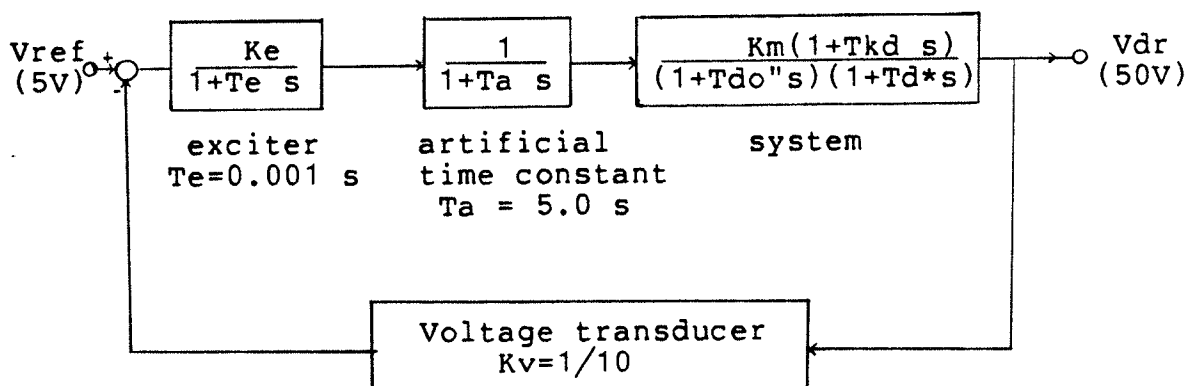 Vref
(5V)
+
-
Ke
1+Te s
exciter
Te=0.001 s
1
1+Ta s
artificial
time constant
Ta = 5.0 s
Km(1+Tkd s)
(1+Tdo"s)(1+Td*s)
system
Vdr
(50V)
Voltage transducer
Kv=1/10